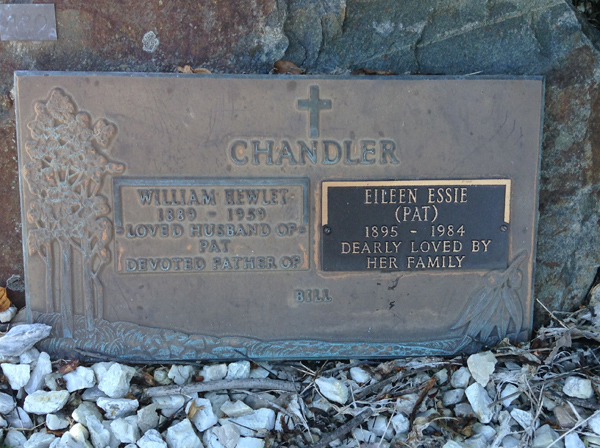 CHANDLER
WILLIAM HEWLET
1889 - 1959
LOVED HUSBAND OF
PAT
DEVOTED FATHER OF
BILL
EILEEN ESSIE
(PAT)
1895 - 1984
DEARLY LOVED BY
HER FAMILY